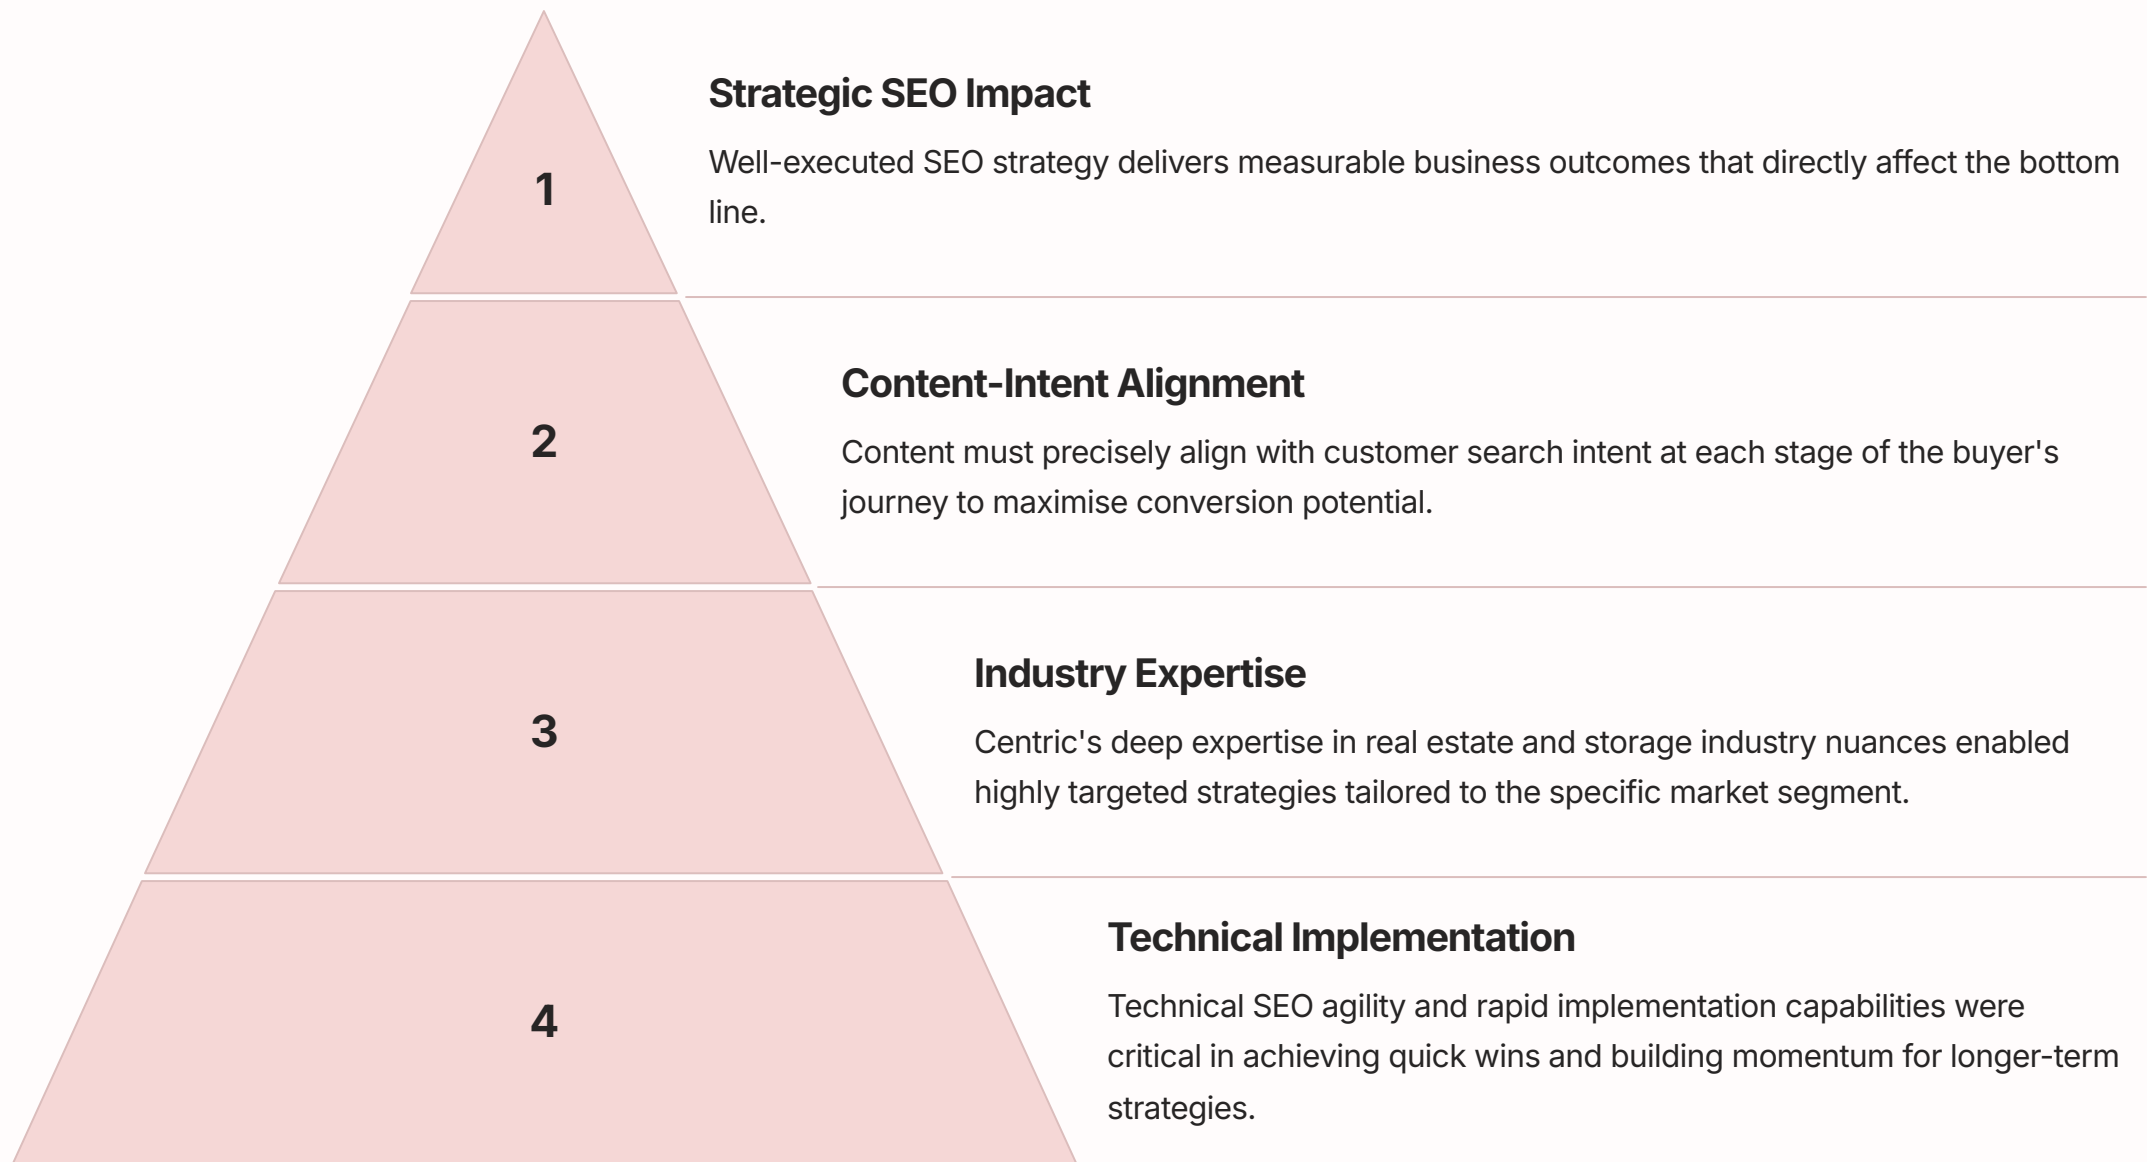 1
Strategic SEO Impact
Well-executed SEO strategy delivers measurable business outcomes that directly affect the bottom
line.
2
Content-Intent Alignment
Content must precisely align with customer search intent at each stage of the buyer's
journey to maximise conversion potential.
3
Industry Expertise
Centric's deep expertise in real estate and storage industry nuances enabled
highly targeted strategies tailored to the specific market segment.
4
Technical Implementation
Technical SEO agility and rapid implementation capabilities were
critical in achieving quick wins and building momentum for longer-term
strategies.